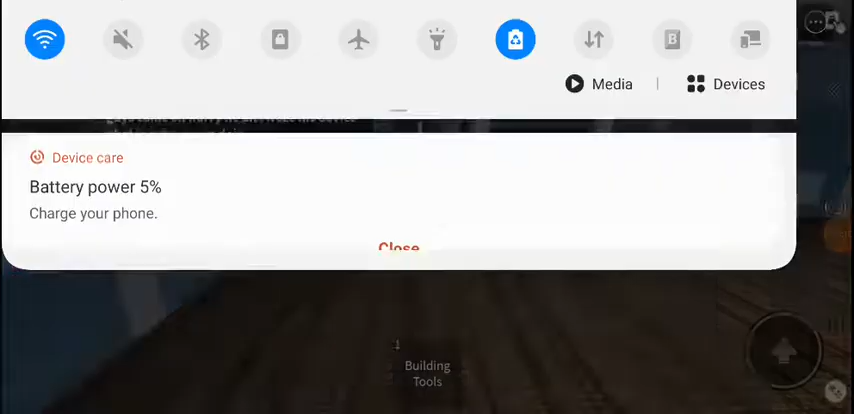 Media | Devices
Device care
Battery power 5%
Charge your phone.
Close
1
Building
Tools